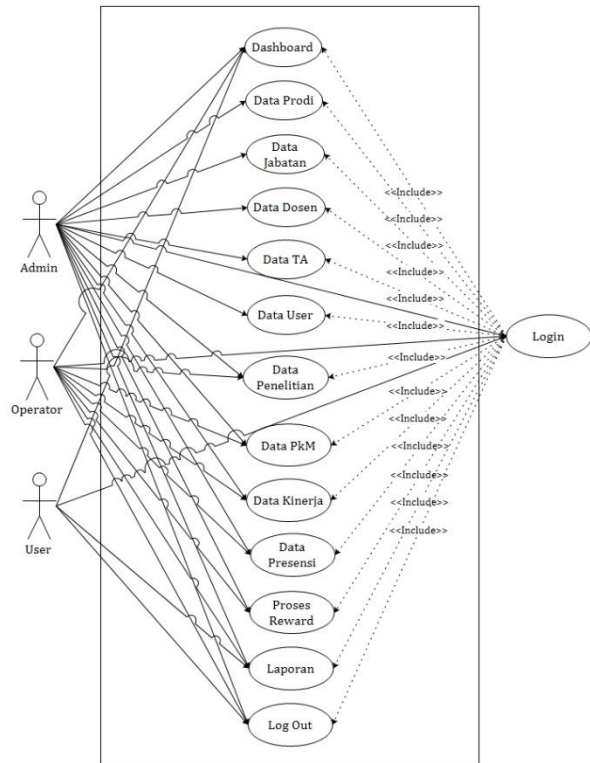 Dashboard
Data Prodi
Data
Jabatan
Data Dosen
Data TA
Data User
Data
Penelitian
Data PkM
Data Kinerja
Data
Presensi
Proses
Reward
Laporan
Log Out
Admin
Operator
User
<<Include>>
<<Include>>
<<Include>>
<<Include>>
<<Include>>
<<Include>>
<<Include>>
<<Include>>
<<Include>>
<<Include>>
<<Include>>
<<Include>>
<<Include>>
Login